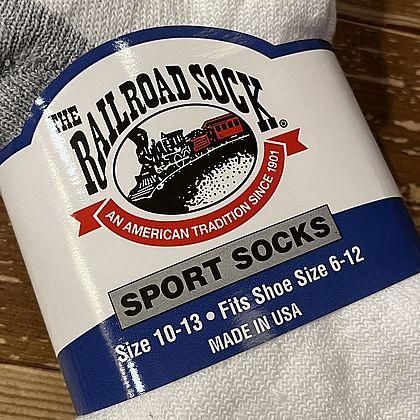 THE
RAILROAD SOCK®
AN AMERICAN TRADITION SINCE 1901
SPORT SOCKS
Size 10-13 • Fits Shoe Size 6-12
MADE IN USA